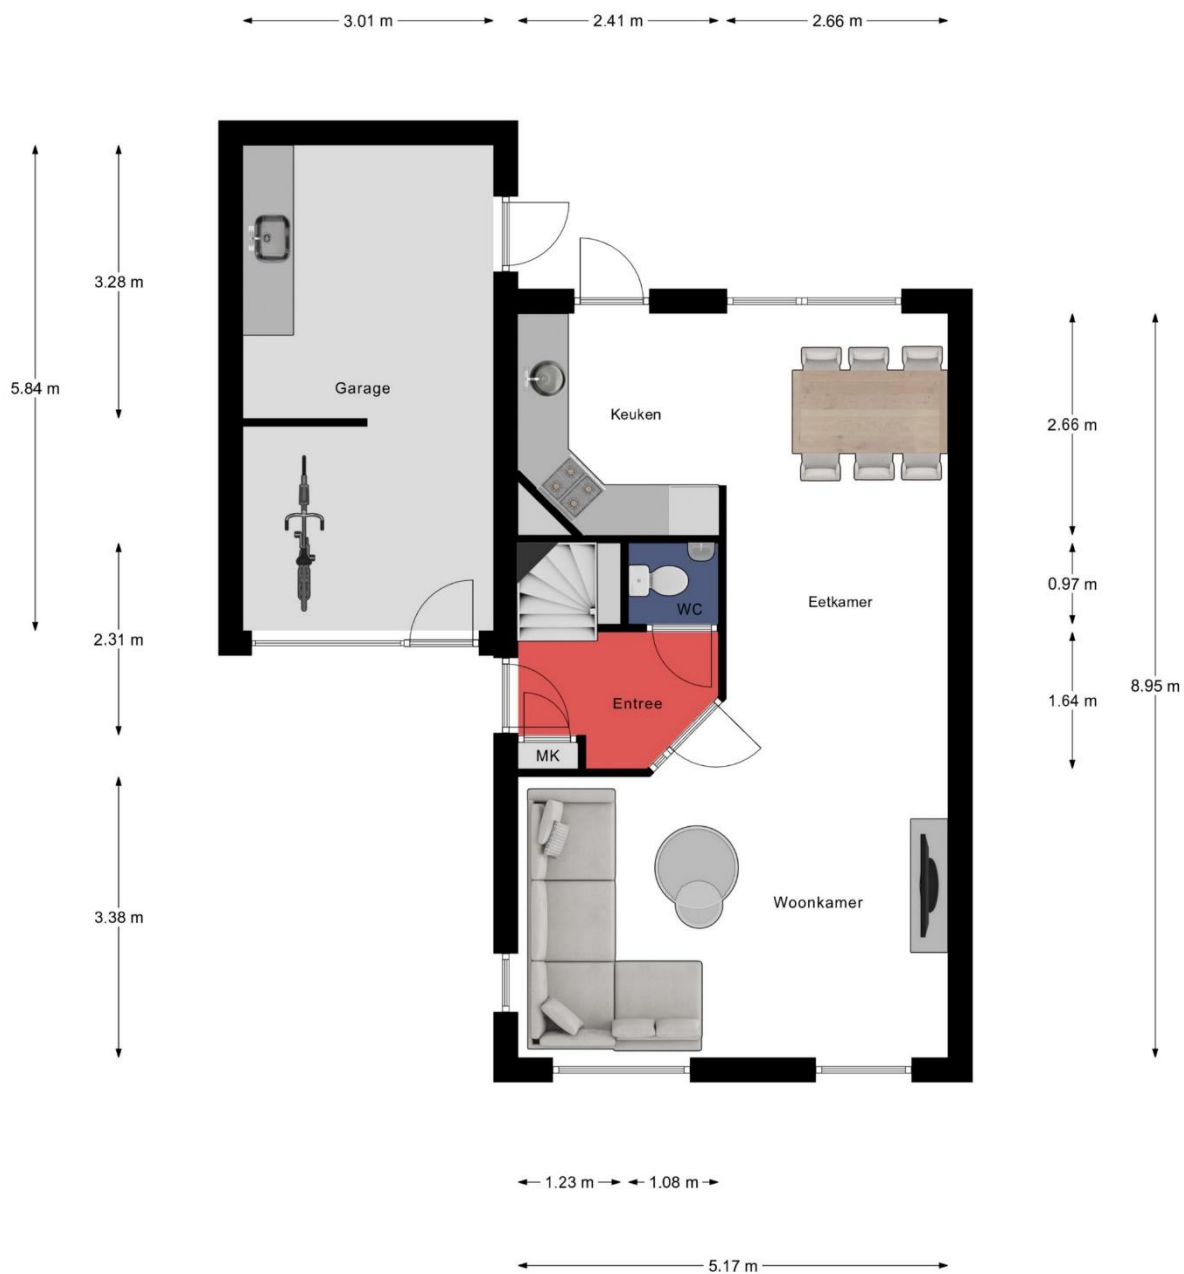 3.01 m
2.41 m
2.66 m
3.28 m
5.84 m
Garage
Keuken
2.66 m
0.97 m
WC
Eetkamer
2.31 m
8.95 m
1.64 m
Entree
MK
Woonkamer
3.38 m
1.23 m
1.08 m
5.17 m